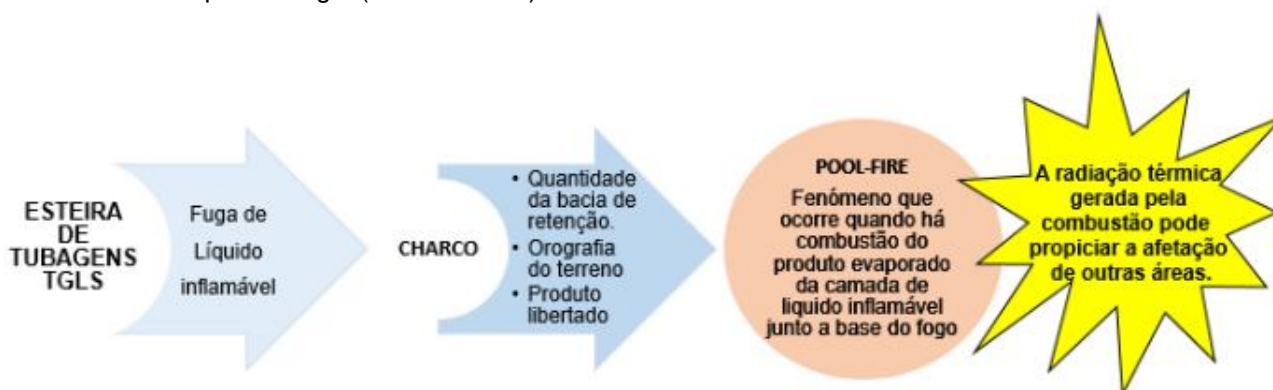 ESTEIRA
DE
TUBAGENS
TGLS
Fuga de
Líquido
inflamável
CHARCO
• Quantidade
da bacia de
retenção.
• Orografia
do terreno
• Produto
libertado
POOL-FIRE
Fenómeno que
ocorre quando há
combustão do
produto evaporado
da camada de
liquido inflamável
junto a base do fogo
A radiação térmica
gerada pela
combustão pode
propiciar a afetação
de outras áreas.